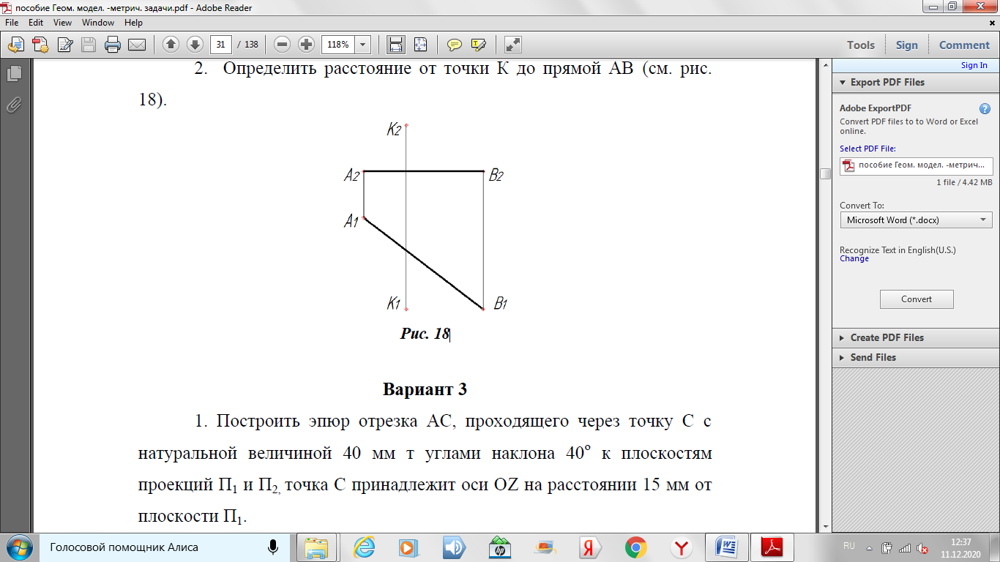 пособие Геом. модел. -метрич. задачи.pdf - Adobe Reader
File Edit View Window Help
31 / 138 118% Tools Sign Comment
Sign In
Export PDF Files
Adobe ExportPDF
Convert PDF files to to Word or Excel
online.
Select PDF File:
пособие Геом. модел. -метрич...
1 file / 4.42 MB
Convert To:
Microsoft Word (*.docx)
Recognize Text in English(U.S.)
Change
Convert
Create PDF Files
Send Files
2. Определить расстояние от точки К до прямой АВ (см. рис.
18).
K2
A2 B2
A1
K1 B1
Рис. 18
Вариант 3
1. Построить эпюр отрезка АС, проходящего через точку С с
натуральной величиной 40 мм т углами наклона 40° к плоскостям
проекций П1 и П2, точка С принадлежит оси OZ на расстоянии 15 мм от
плоскости П1.
Голосовой помощник Алиса
RU
12:37
11.12.2020